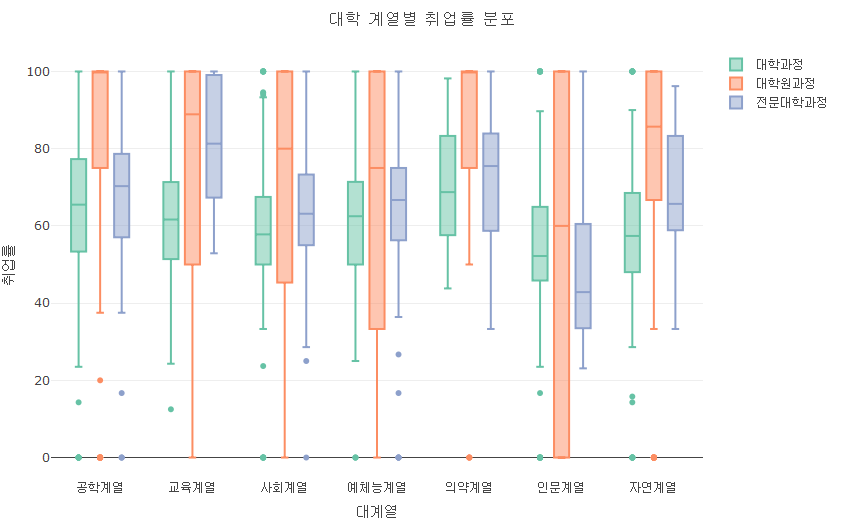 대학 계열별 취업률 분포
대학과정
대학원과정
전문대학과정
취업률
100
80
60
40
20
0
공학계열 교육계열 사회계열 예체능계열 의약계열 인문계열 자연계열
대계열